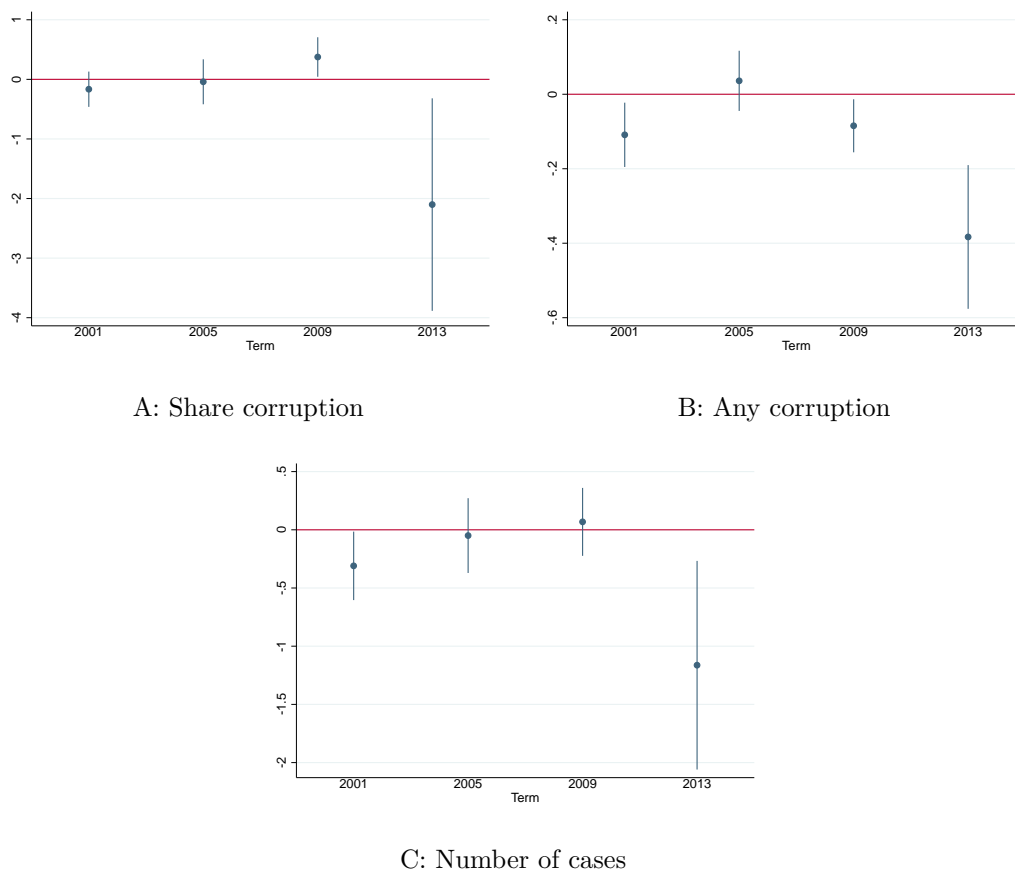 1
0
-1
-2
-3
-4
2001 2005 2009 2013
Term
A: Share corruption
.2
0
-.2
-.4
-.6
2001 2005 2009 2013
Term
B: Any corruption
.5
0
-.5
-1
-1.5
-2
2001 2005 2009 2013
Term
C: Number of cases